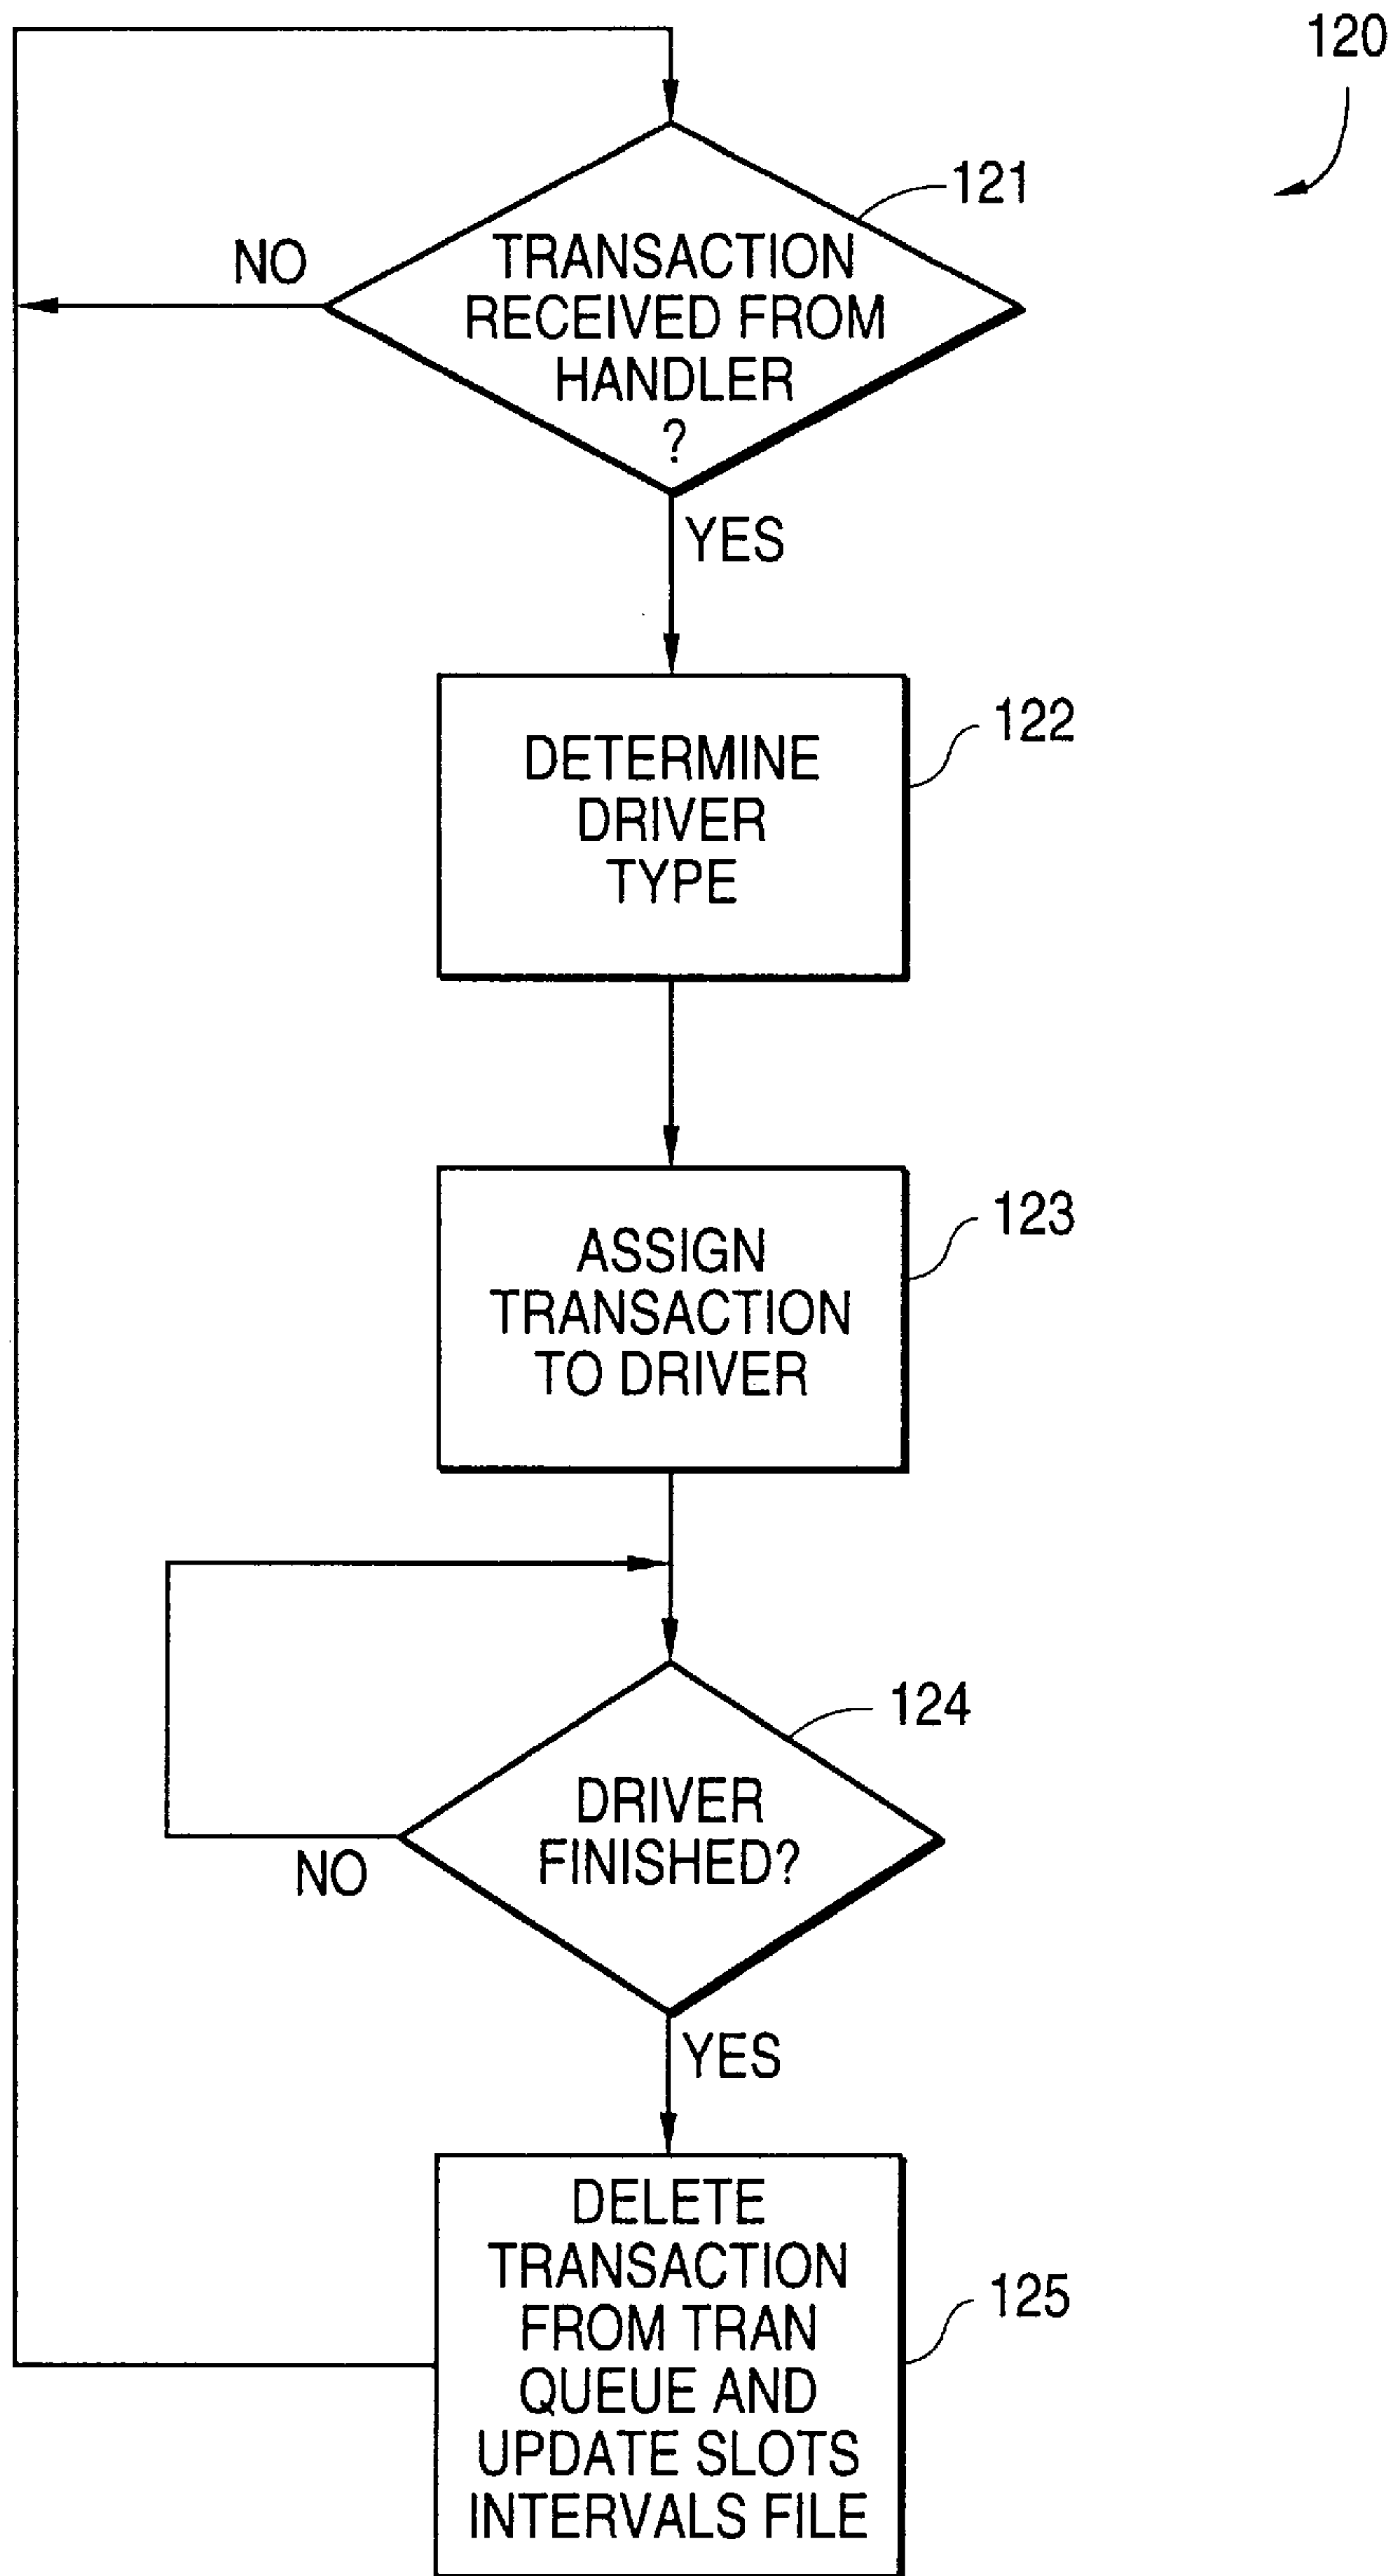 120
121
TRANSACTION
RECEIVED FROM
HANDLER
?
NO
YES
122
DETERMINE
DRIVER
TYPE
123
ASSIGN
TRANSACTION
TO DRIVER
124
DRIVER
FINISHED?
NO
YES
125
DELETE
TRANSACTION
FROM TRAN
QUEUE AND
UPDATE SLOTS
INTERVALS FILE